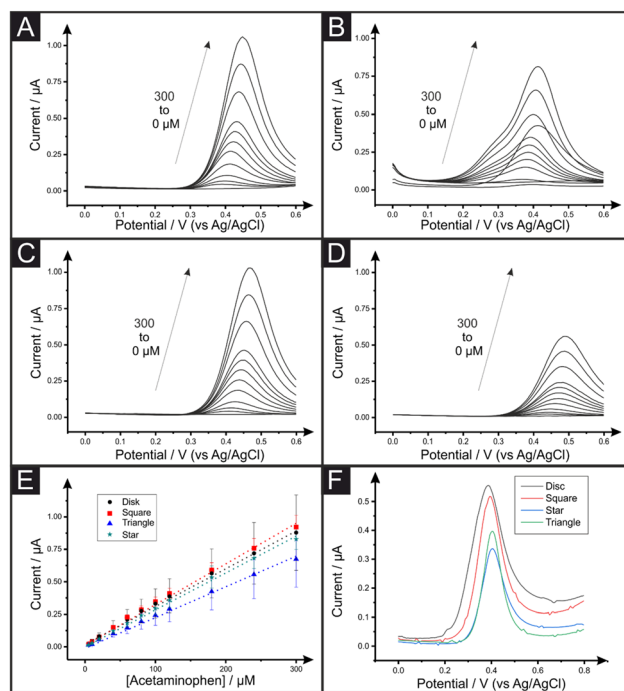 A
Current / µA
1.00
0.75
0.50
0.25
0.00
300
to
0 µM
0.0 0.1 0.2 0.3 0.4 0.5 0.6
Potential / V (vs Ag/AgCl)
B
Current / µA
1.00
0.75
0.50
0.25
0.00
300
to
0 µM
0.0 0.1 0.2 0.3 0.4 0.5 0.6
Potential / V (vs Ag/AgCl)
C
Current / µA
1.00
0.75
0.50
0.25
0.00
300
to
0 µM
0.0 0.1 0.2 0.3 0.4 0.5 0.6
Potential / V (vs Ag/AgCl)
D
Current / µA
1.00
0.75
0.50
0.25
0.00
300
to
0 µM
0.0 0.1 0.2 0.3 0.4 0.5 0.6
Potential / V (vs Ag/AgCl)
E
Current / µA
1.00
0.75
0.50
0.25
0.00
Disk
Square
Triangle
Star
0 100 200 300
[Acetaminophen] / µM
F
Current / µA
0.5
0.4
0.3
0.2
0.1
0.0
Disc
Square
Star
Triangle
0.0 0.2 0.4 0.6 0.8
Potential / V (vs Ag/AgCl)